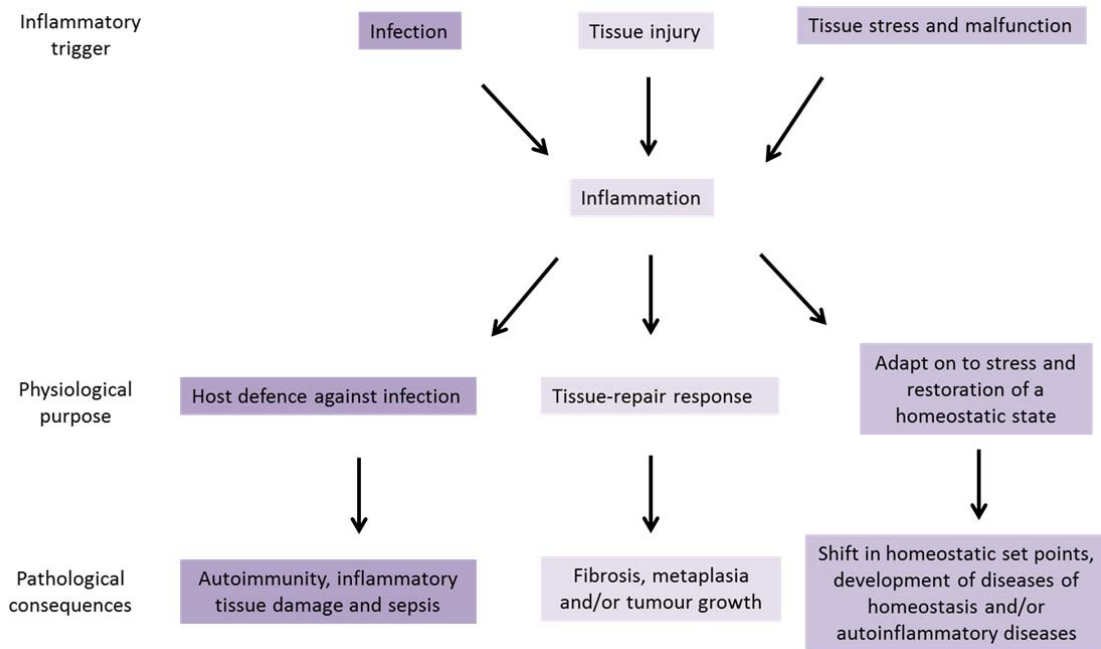 Inflammatory
trigger
Infection
Tissue injury
Tissue stress and malfunction
Inflammation
Physiological
purpose
Host defence against infection
Tissue-repair response
Adapt on to stress and
restoration of a
homeostatic state
Pathological
consequences
Autoimmunity, inflammatory
tissue damage and sepsis
Fibrosis, metaplasia
and/or tumour growth
Shift in homeostatic set points,
development of diseases of
homeostasis and/or
autoinflammatory diseases